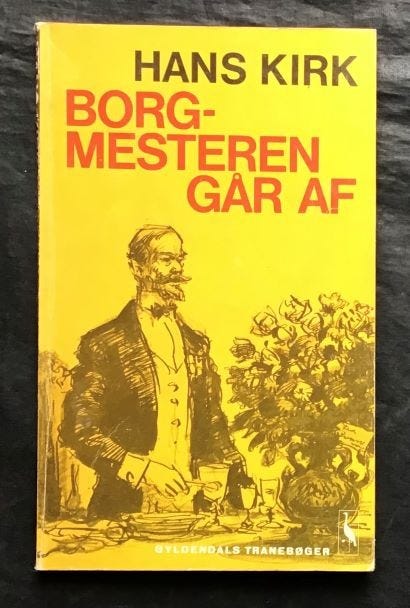 HANS KIRK
BORG-
MESTEREN
GÅR AF
GYLDENDALS TRANEBØGER